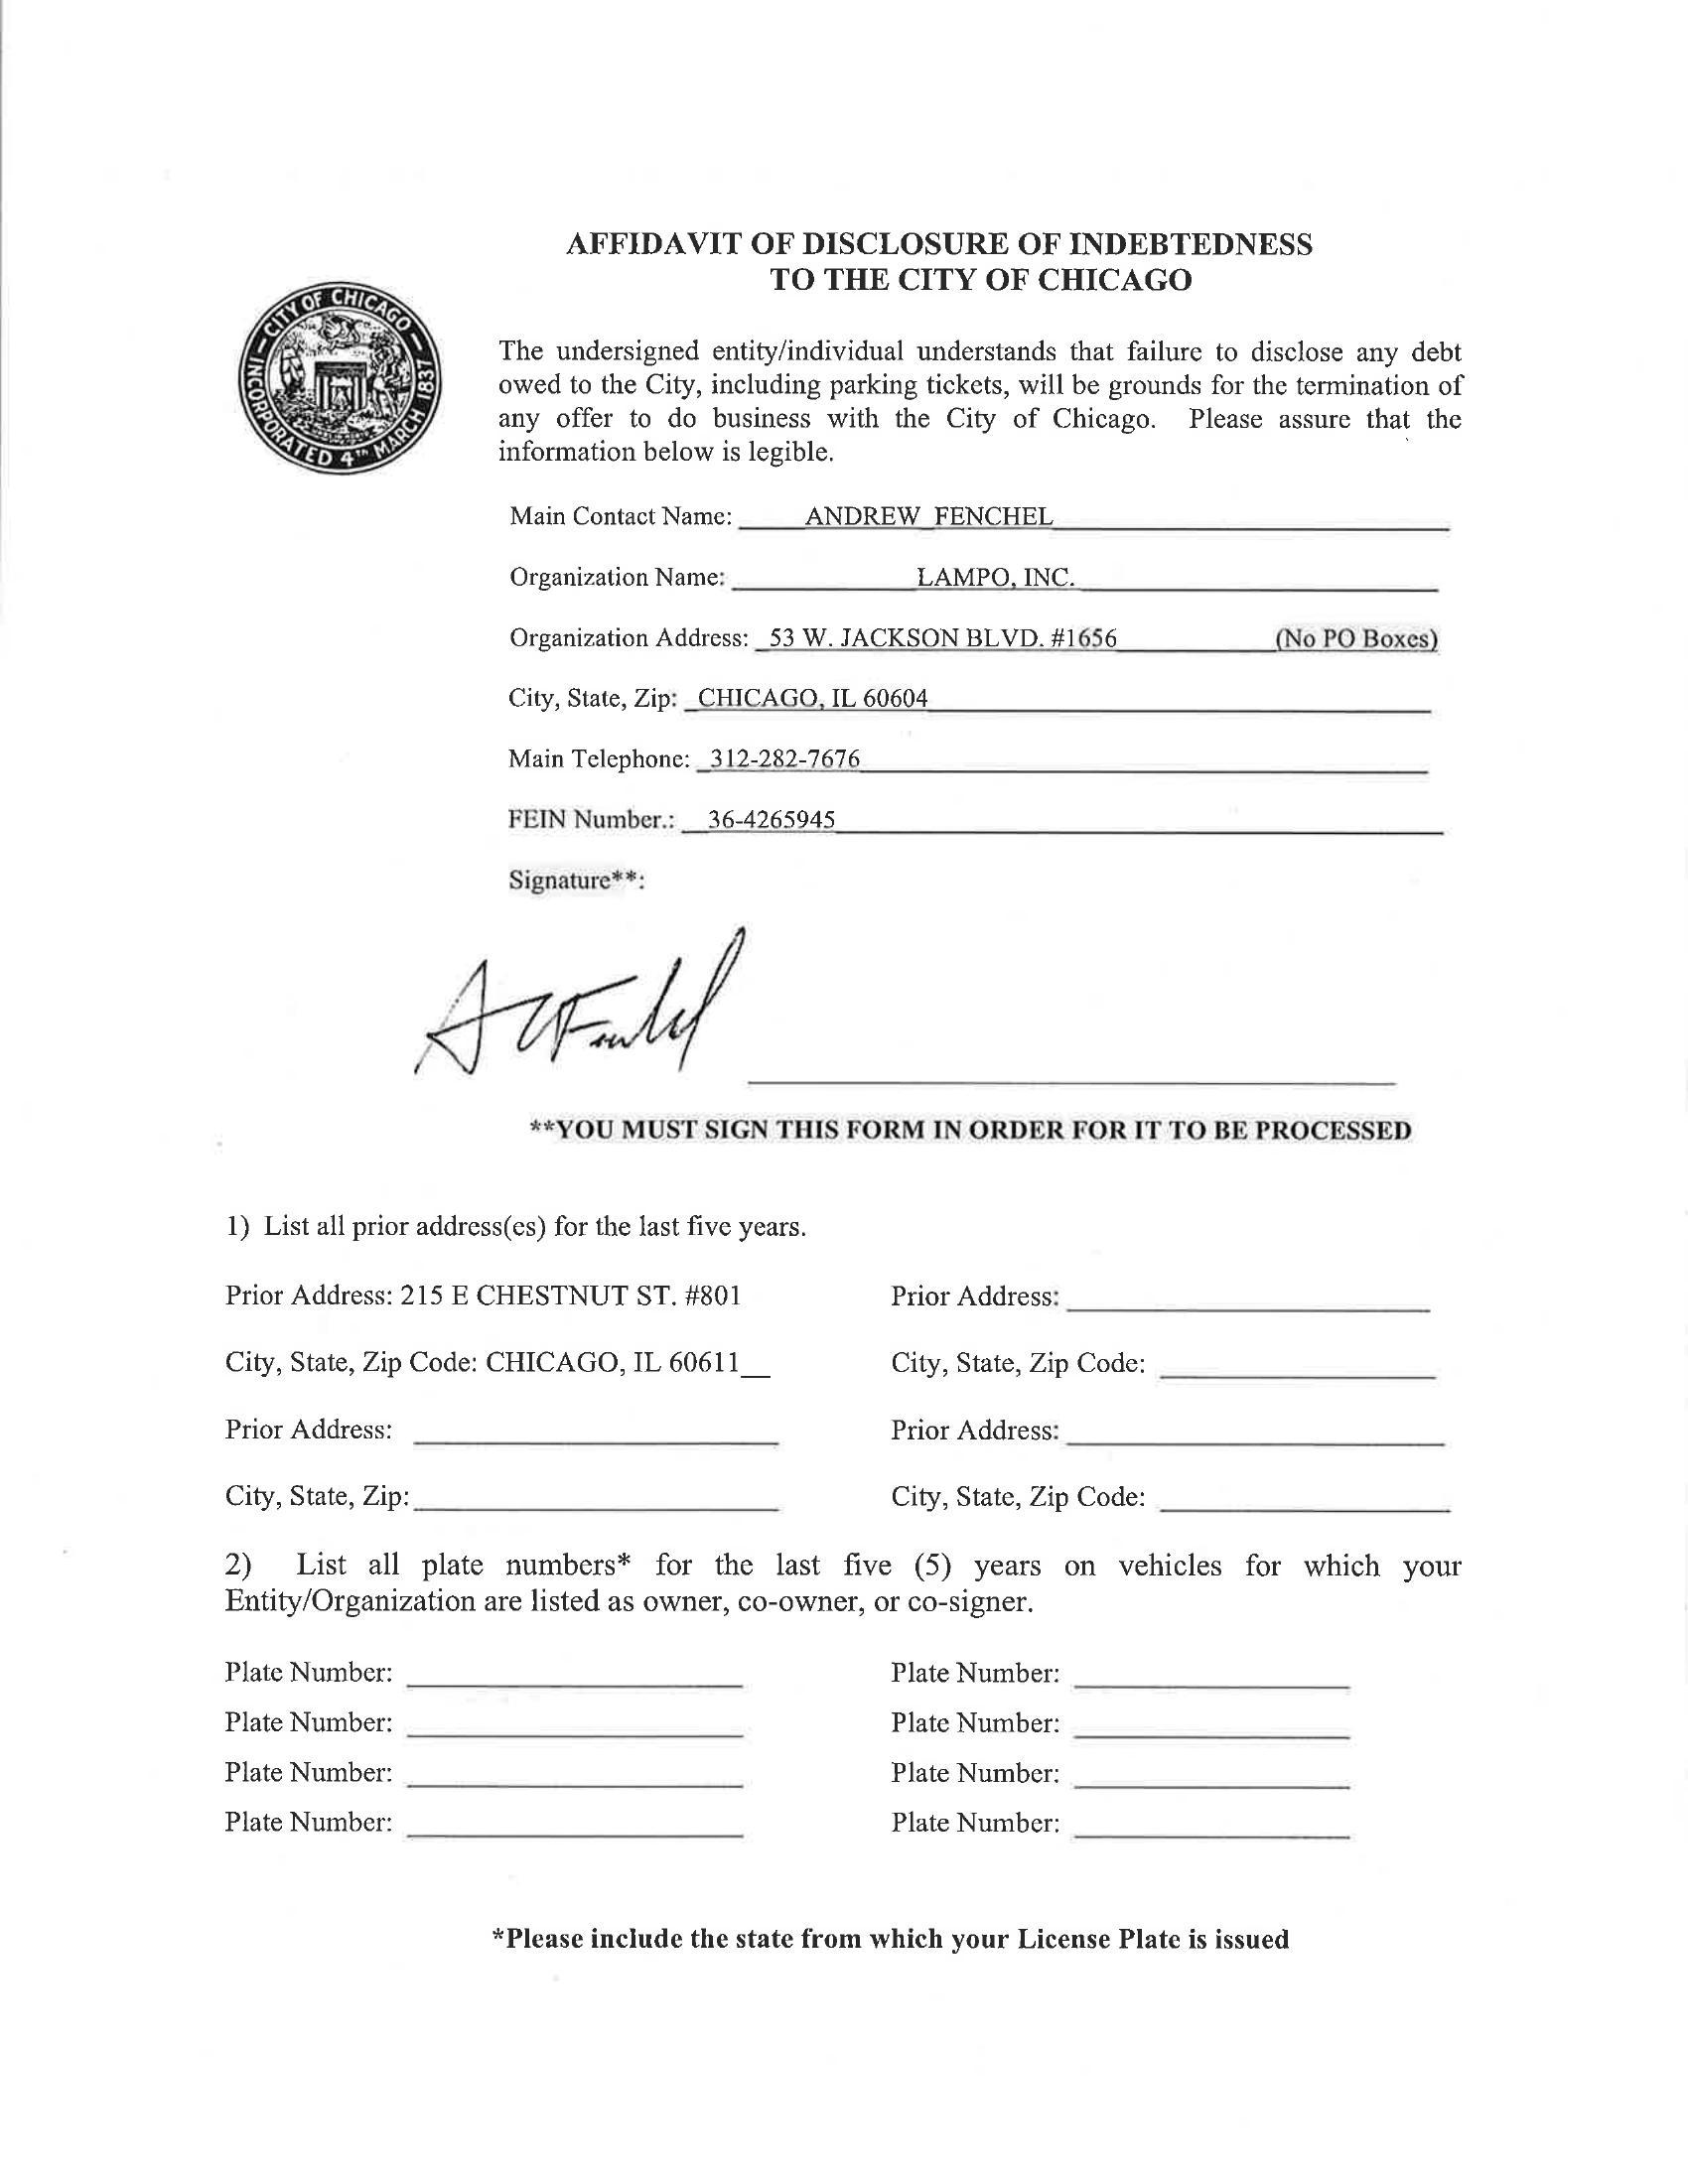 AFFIDAVIT OF DISCLOSURE OF INDEBTEDNESS
TO THE CITY OF CHICAGO
CITY OF CHICAGO
INCORPORATED 4TH MARCH 1837
The undersigned entity/individual understands that failure to disclose any debt
owed to the City, including parking tickets, will be grounds for the termination of
any offer to do business with the City of Chicago. Please assure that the
information below is legible.
Main Contact Name: ANDREW FENCHEL
Organization Name: LAMPO, INC.
Organization Address: 53 W. JACKSON BLVD. #1656 (No PO Boxes)
City, State, Zip: CHICAGO, IL 60604
Main Telephone: 312-282-7676
FEIN Number.: 36-4265945
Signature**:
**YOU MUST SIGN THIS FORM IN ORDER FOR IT TO BE PROCESSED
1) List all prior address(es) for the last five years.
Prior Address: 215 E CHESTNUT ST. #801 Prior Address:
City, State, Zip Code: CHICAGO, IL 60611 City, State, Zip Code:
Prior Address: Prior Address:
City, State, Zip: City, State, Zip Code:
2) List all plate numbers* for the last five (5) years on vehicles for which your
Entity/Organization are listed as owner, co-owner, or co-signer.
Plate Number: Plate Number:
Plate Number: Plate Number:
Plate Number: Plate Number:
Plate Number: Plate Number:
*Please include the state from which your License Plate is issued